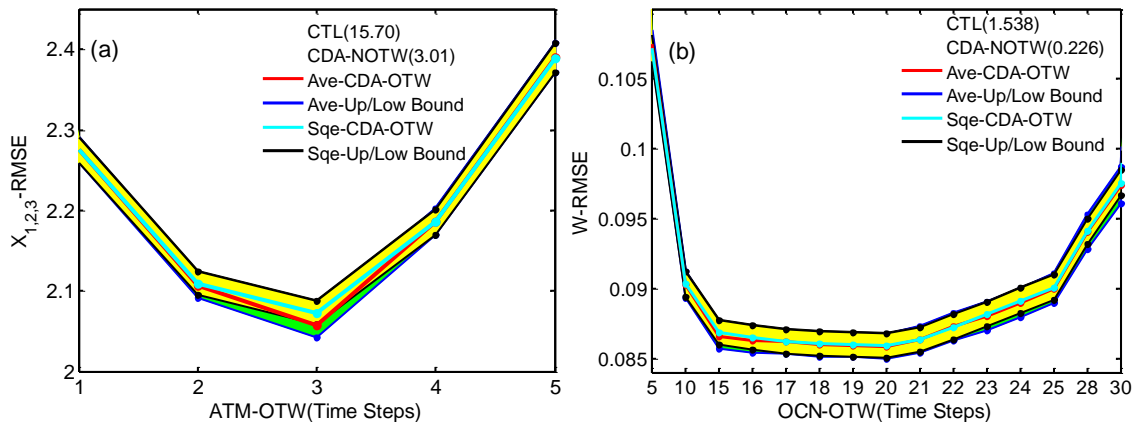 (a)
CTL(15.70)
CDA-NOTW(3.01)
Ave-CDA-OTW
Ave-Up/Low Bound
Sqe-CDA-OTW
Sqe-Up/Low Bound
2.4
2.3
2.2
2.1
2
X1,2,3-RMSE
1 2 3 4 5
ATM-OTW(Time Steps)
(b)
CTL(1.538)
CDA-NOTW(0.226)
Ave-CDA-OTW
Ave-Up/Low Bound
Sqe-CDA-OTW
Sqe-Up/Low Bound
0.105
0.1
0.095
0.09
0.085
W-RMSE
5 10 15 16 17 18 19 20 21 22 23 24 25 28 30
OCN-OTW(Time Steps)